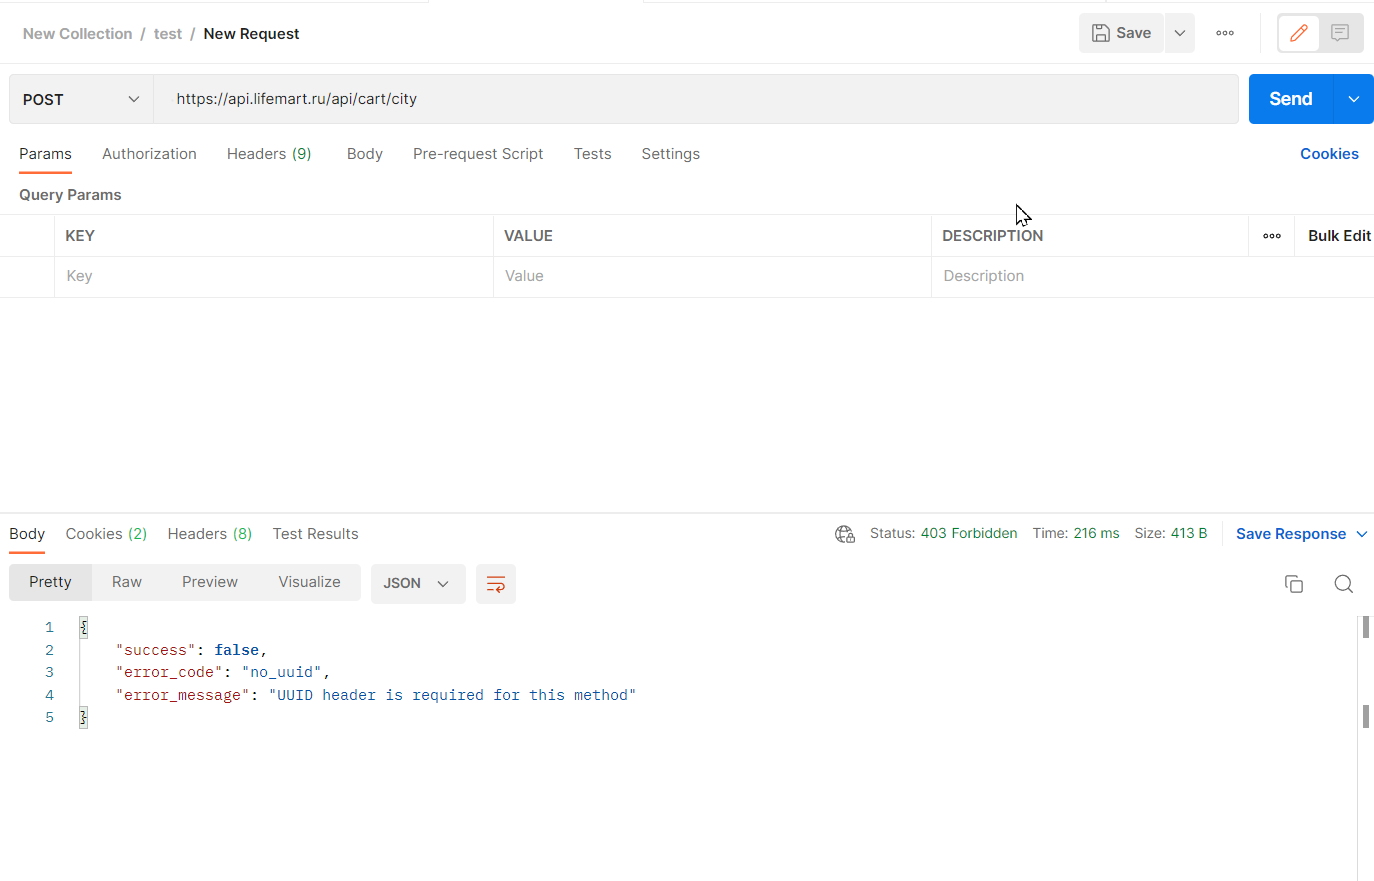 New Collection / test / New Request
Save
POST
https://api.lifemart.ru/api/cart/city
Send
Params Authorization Headers (9) Body Pre-request Script Tests Settings Cookies
Query Params
KEY VALUE DESCRIPTION Bulk Edit
Key Value Description
Body Cookies (2) Headers (8) Test Results Status: 403 Forbidden Time: 216 ms Size: 413 B Save Response
Pretty Raw Preview Visualize JSON
1 {
2 "success": false,
3 "error_code": "no_uuid",
4 "error_message": "UUID header is required for this method"
5 }